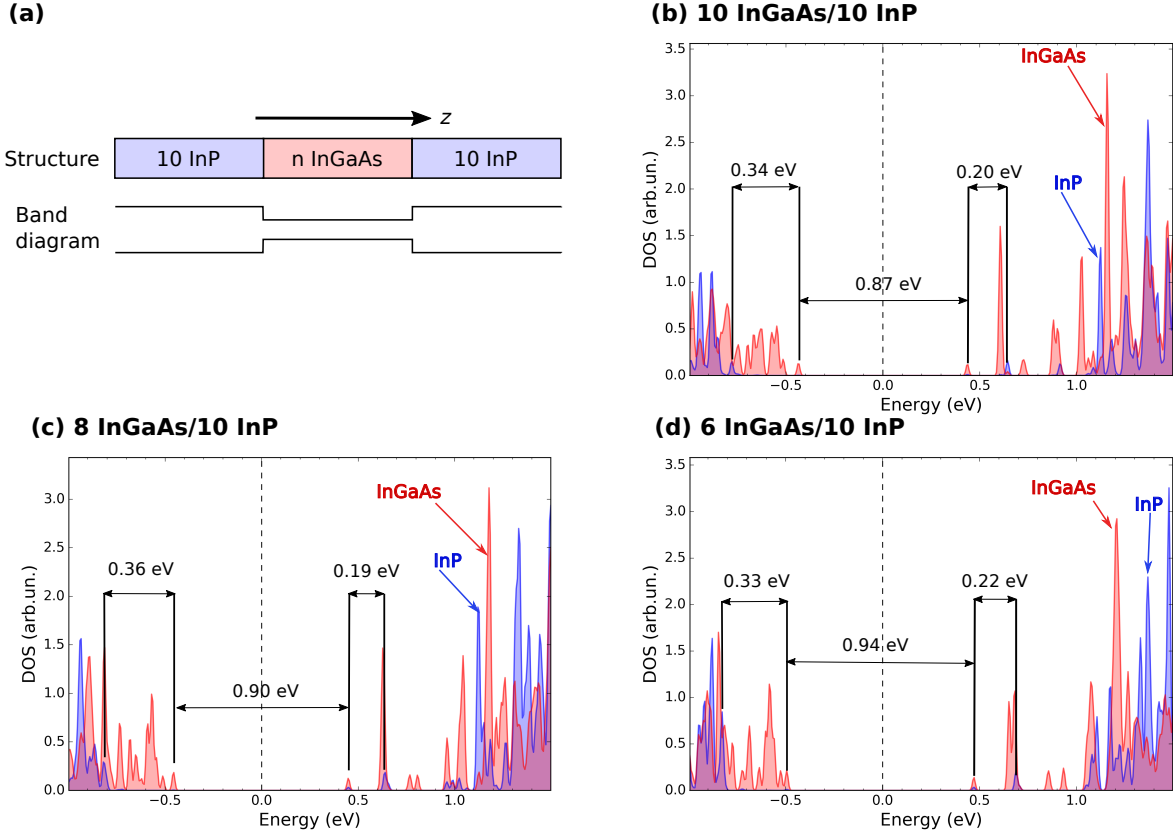 (a)
z
Structure
10 InP
n InGaAs
10 InP
Band
diagram
(b) 10 InGaAs/10 InP
3.5
3.0
2.5
2.0
1.5
1.0
0.5
0.0
DOS (arb.un.)
InGaAs
InP
0.34 eV
0.20 eV
0.87 eV
−0.5
0.0
0.5
1.0
Energy (eV)
(c) 8 InGaAs/10 InP
3.0
2.5
2.0
1.5
1.0
0.5
0.0
DOS (arb.un.)
InGaAs
InP
0.36 eV
0.19 eV
0.90 eV
−0.5
0.0
0.5
1.0
Energy (eV)
(d) 6 InGaAs/10 InP
3.5
3.0
2.5
2.0
1.5
1.0
0.5
0.0
DOS (arb.un.)
InGaAs
InP
0.33 eV
0.22 eV
0.94 eV
−0.5
0.0
0.5
1.0
Energy (eV)